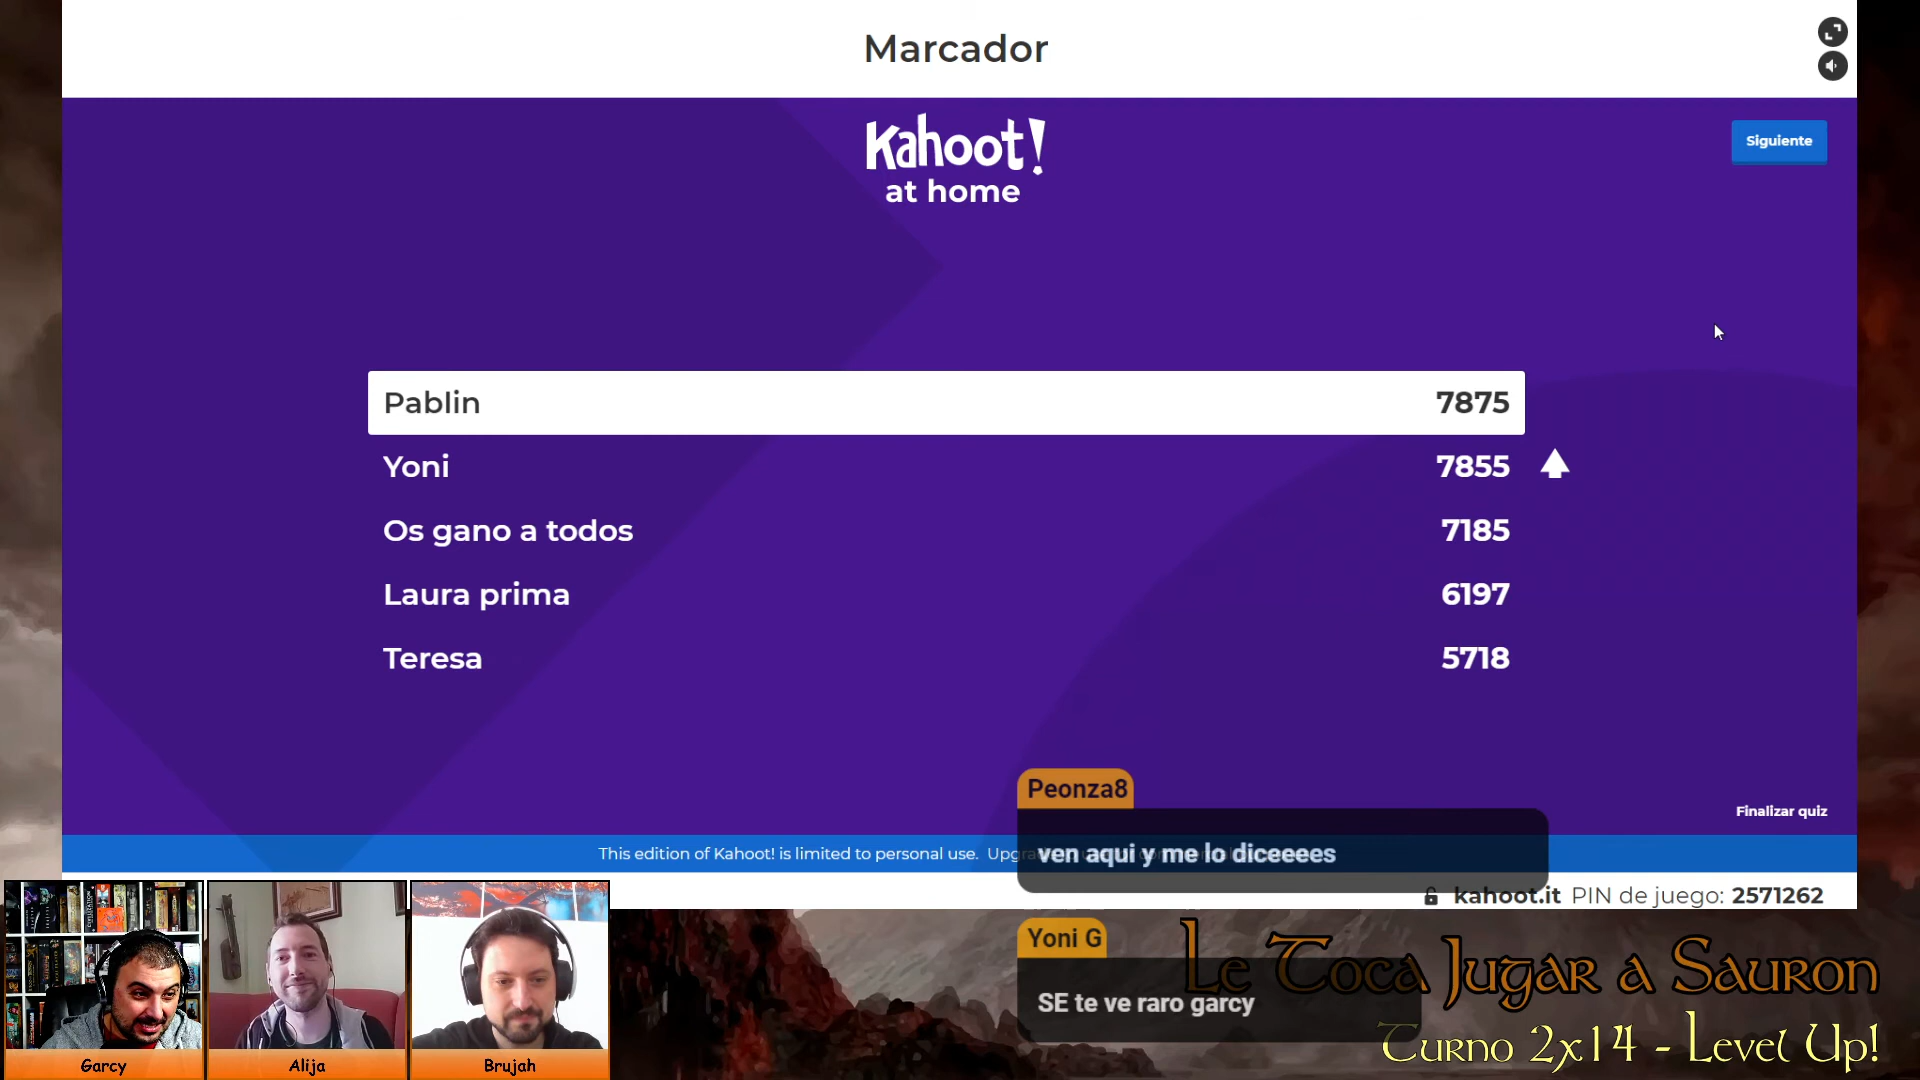 Marcador
Kahoot!
at home
Siguiente
Pablin 7875
Yoni 7855
Os gano a todos 7185
Laura prima 6197
Teresa 5718
Finalizar quiz
Peonza8
This edition of Kahoot! is limited to personal use.
ven aqui y me lo diceeees
kahoot.it PIN de juego: 2571262
Yoni G
SE te ve raro garcy
Le Toca Jugar a Sauron
Turno 2x14 - Level Up!
Garcy
Alija
Brujah